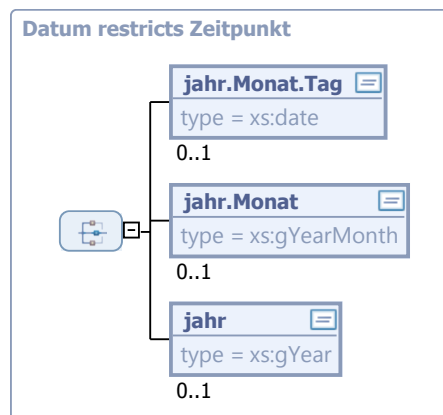 Datum restricts Zeitpunkt
jahr.Monat.Tag
type = xs:date
0..1
jahr.Monat
type = xs:gYearMonth
0..1
jahr
type = xs:gYear
0..1